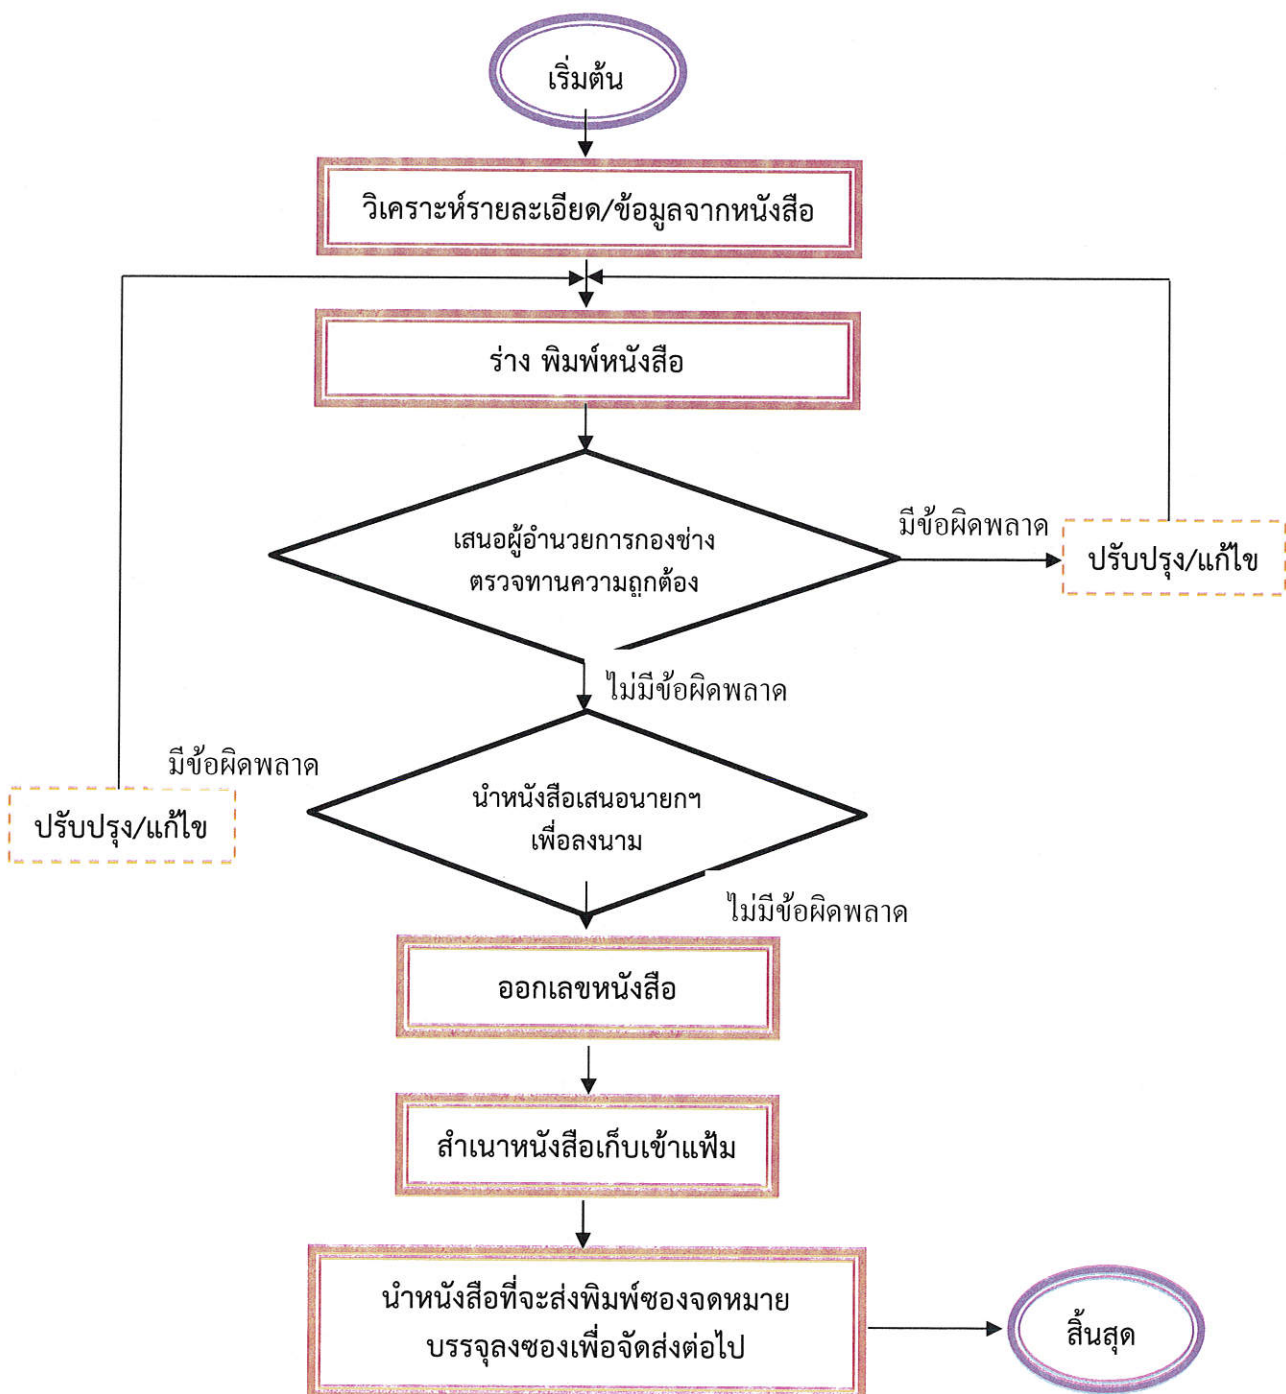 เริ่มต้น
วิเคราะห์รายละเอียด/ข้อมูลจากหนังสือ
ร่าง พิมพ์หนังสือ
เสนอผู้อำนวยการกองช่าง
ตรวจทานความถูกต้อง
มีข้อผิดพลาด
ปรับปรุง/แก้ไข
ไม่มีข้อผิดพลาด
มีข้อผิดพลาด
ปรับปรุง/แก้ไข
นำหนังสือเสนอนายกฯ
เพื่อลงนาม
ไม่มีข้อผิดพลาด
ออกเลขหนังสือ
สำเนาหนังสือเก็บเข้าแฟ้ม
นำหนังสือที่จะส่งพิมพ์ซองจดหมาย
บรรจุลงซองเพื่อจัดส่งต่อไป
สิ้นสุด